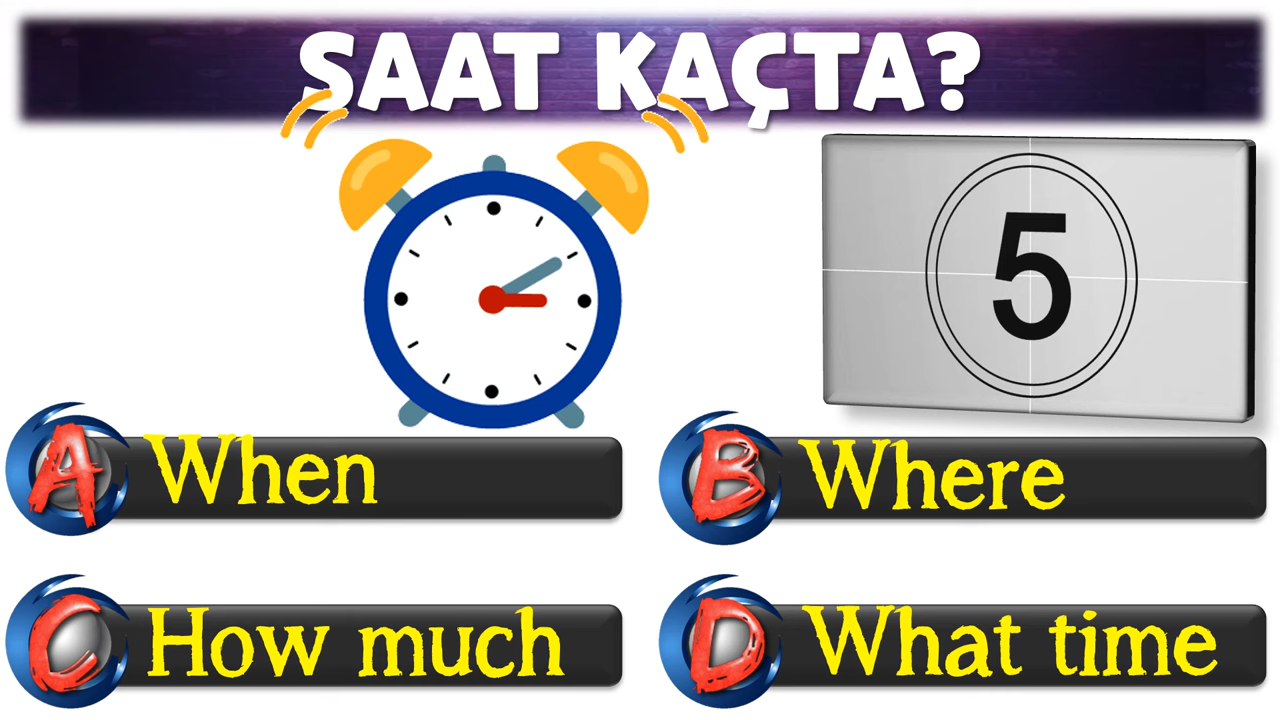 SAAT KAÇTA?
5
A When
B Where
C How much
D What time